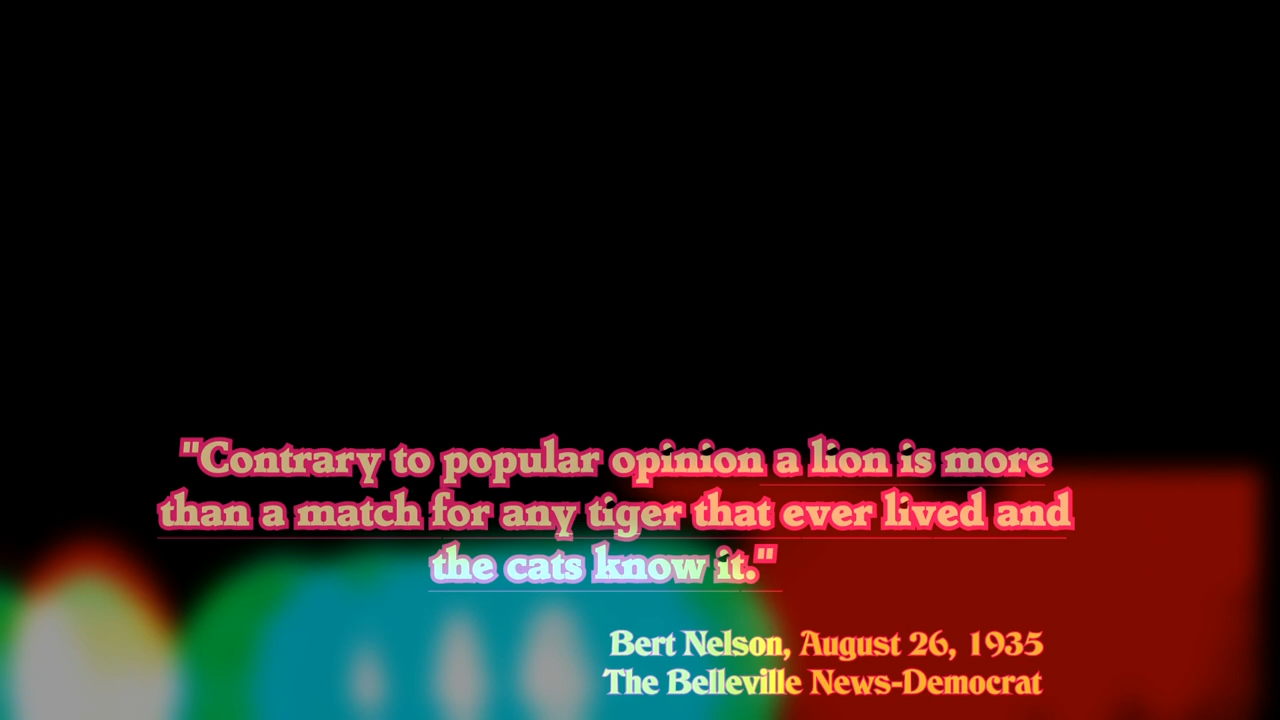 "Contrary to popular opinion a lion is more
than a match for any tiger that ever lived and
the cats know it."
Bert Nelson, August 26, 1935
The Belleville News-Democrat